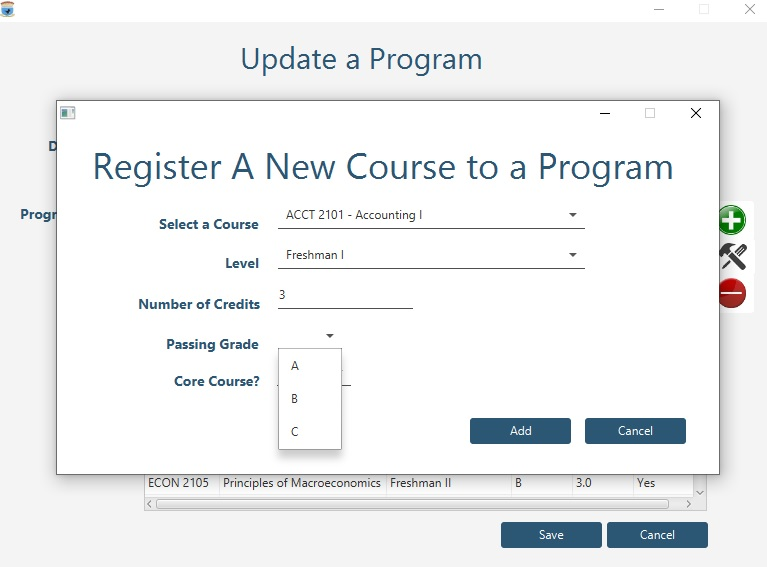 Update a Program
D
Register A New Course to a Program
Progr
Select a Course ACCT 2101 - Accounting I
Level Freshman I
Number of Credits 3
Passing Grade
A
Core Course?
B
C
Add Cancel
ECON 2105 Principles of Macroeconomics Freshman II B 3.0 Yes
Save Cancel